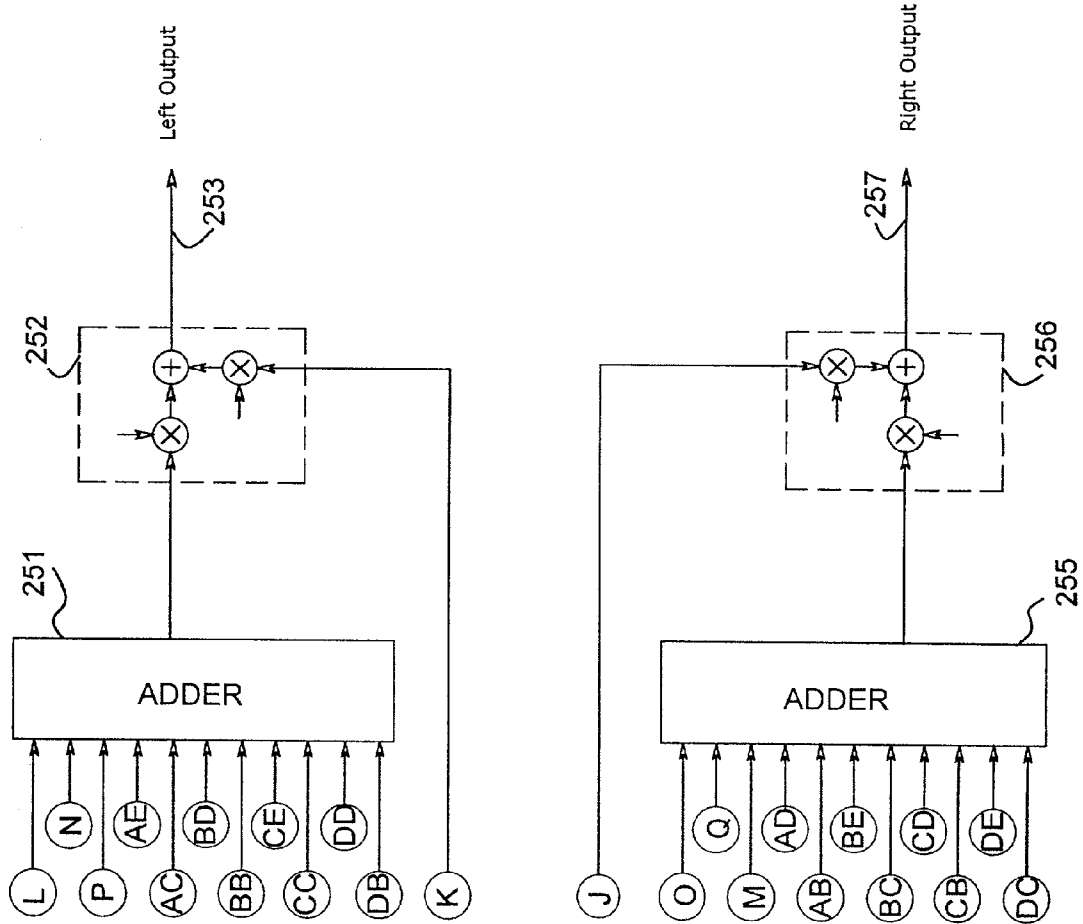 252
253
Left Output
251
ADDER
L
N
P
AE
AC
BD
BB
CE
CC
DD
DB
K
J
257
Right Output
256
255
ADDER
O
Q
M
AD
AB
BE
BC
CD
CB
DE
DC